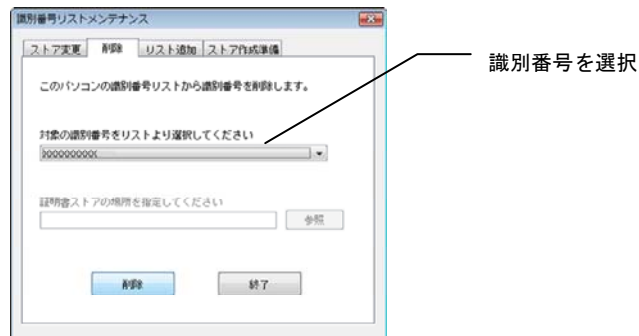 識別番号リストメンテナンス
ストア変更 削除 リスト追加 ストア作成準備
識別番号を選択
このパソコンの識別番号リストから識別番号を削除します。
対象の識別番号をリストより選択してください
証明書ストアの場所を指定してください
参照
削除 終了